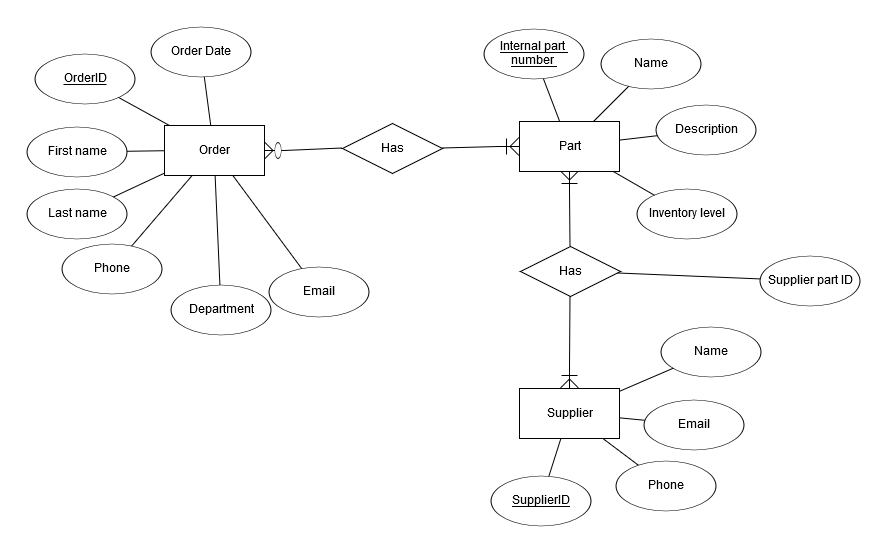 Order Date
OrderID
First name
Order
Last name
Phone
Department
Email
Has
Internal part
number
Name
Description
Part
Inventory level
Has
Supplier part ID
Name
Supplier
Email
Phone
SupplierID